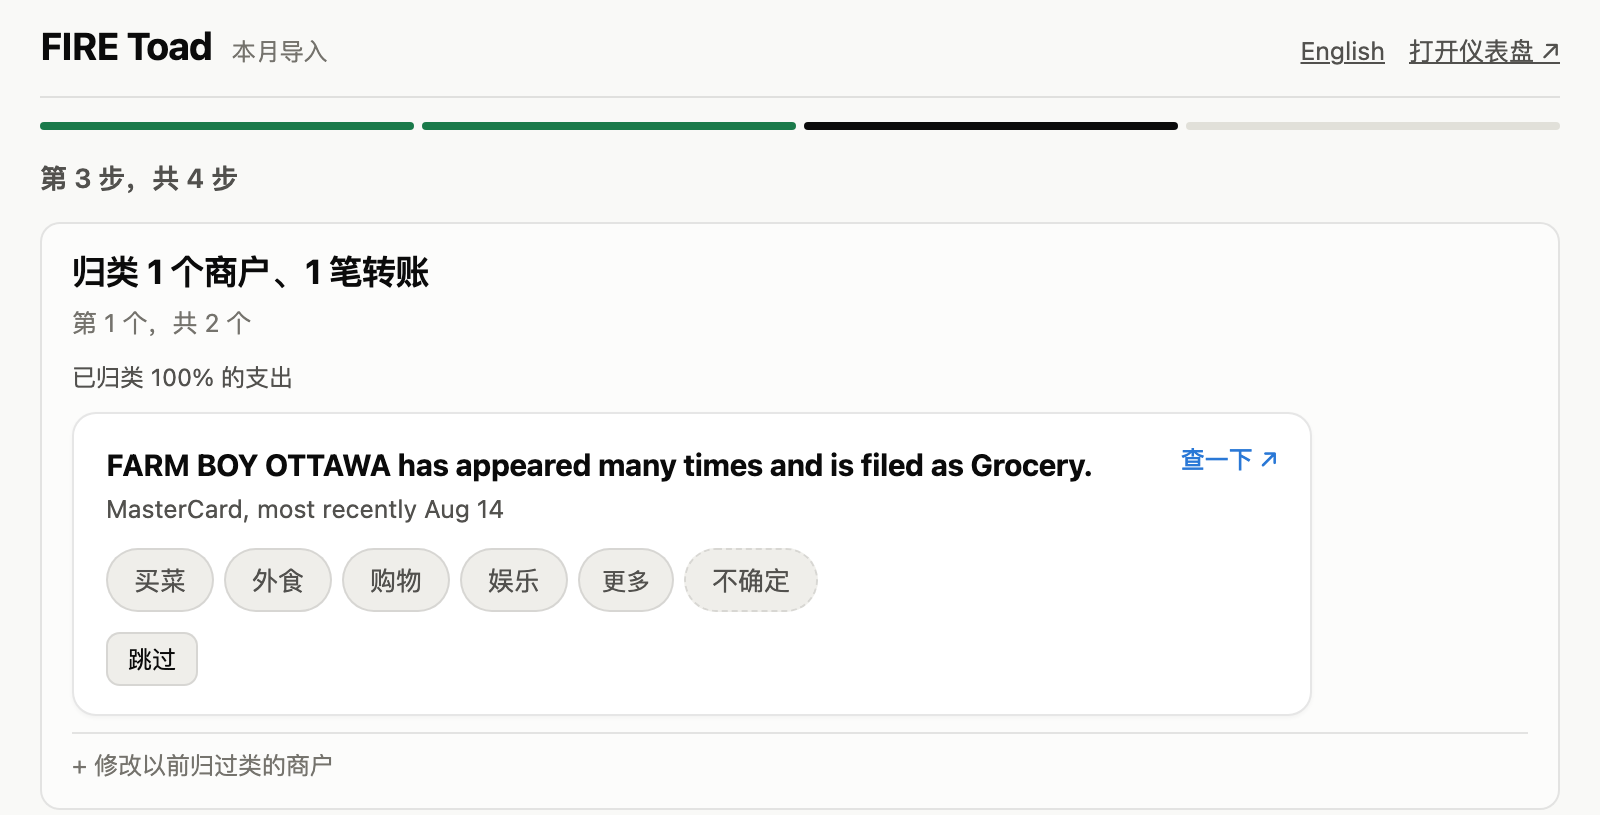 FIRE Toad 本月导入 English 打开仪表盘 ↗
第 3 步，共 4 步
归类 1 个商户、1 笔转账
第 1 个，共 2 个
已归类 100% 的支出
FARM BOY OTTAWA has appeared many times and is filed as Grocery. 查一下 ↗
MasterCard, most recently Aug 14
买菜 外食 购物 娱乐 更多 不确定
跳过
+ 修改以前归过类的商户